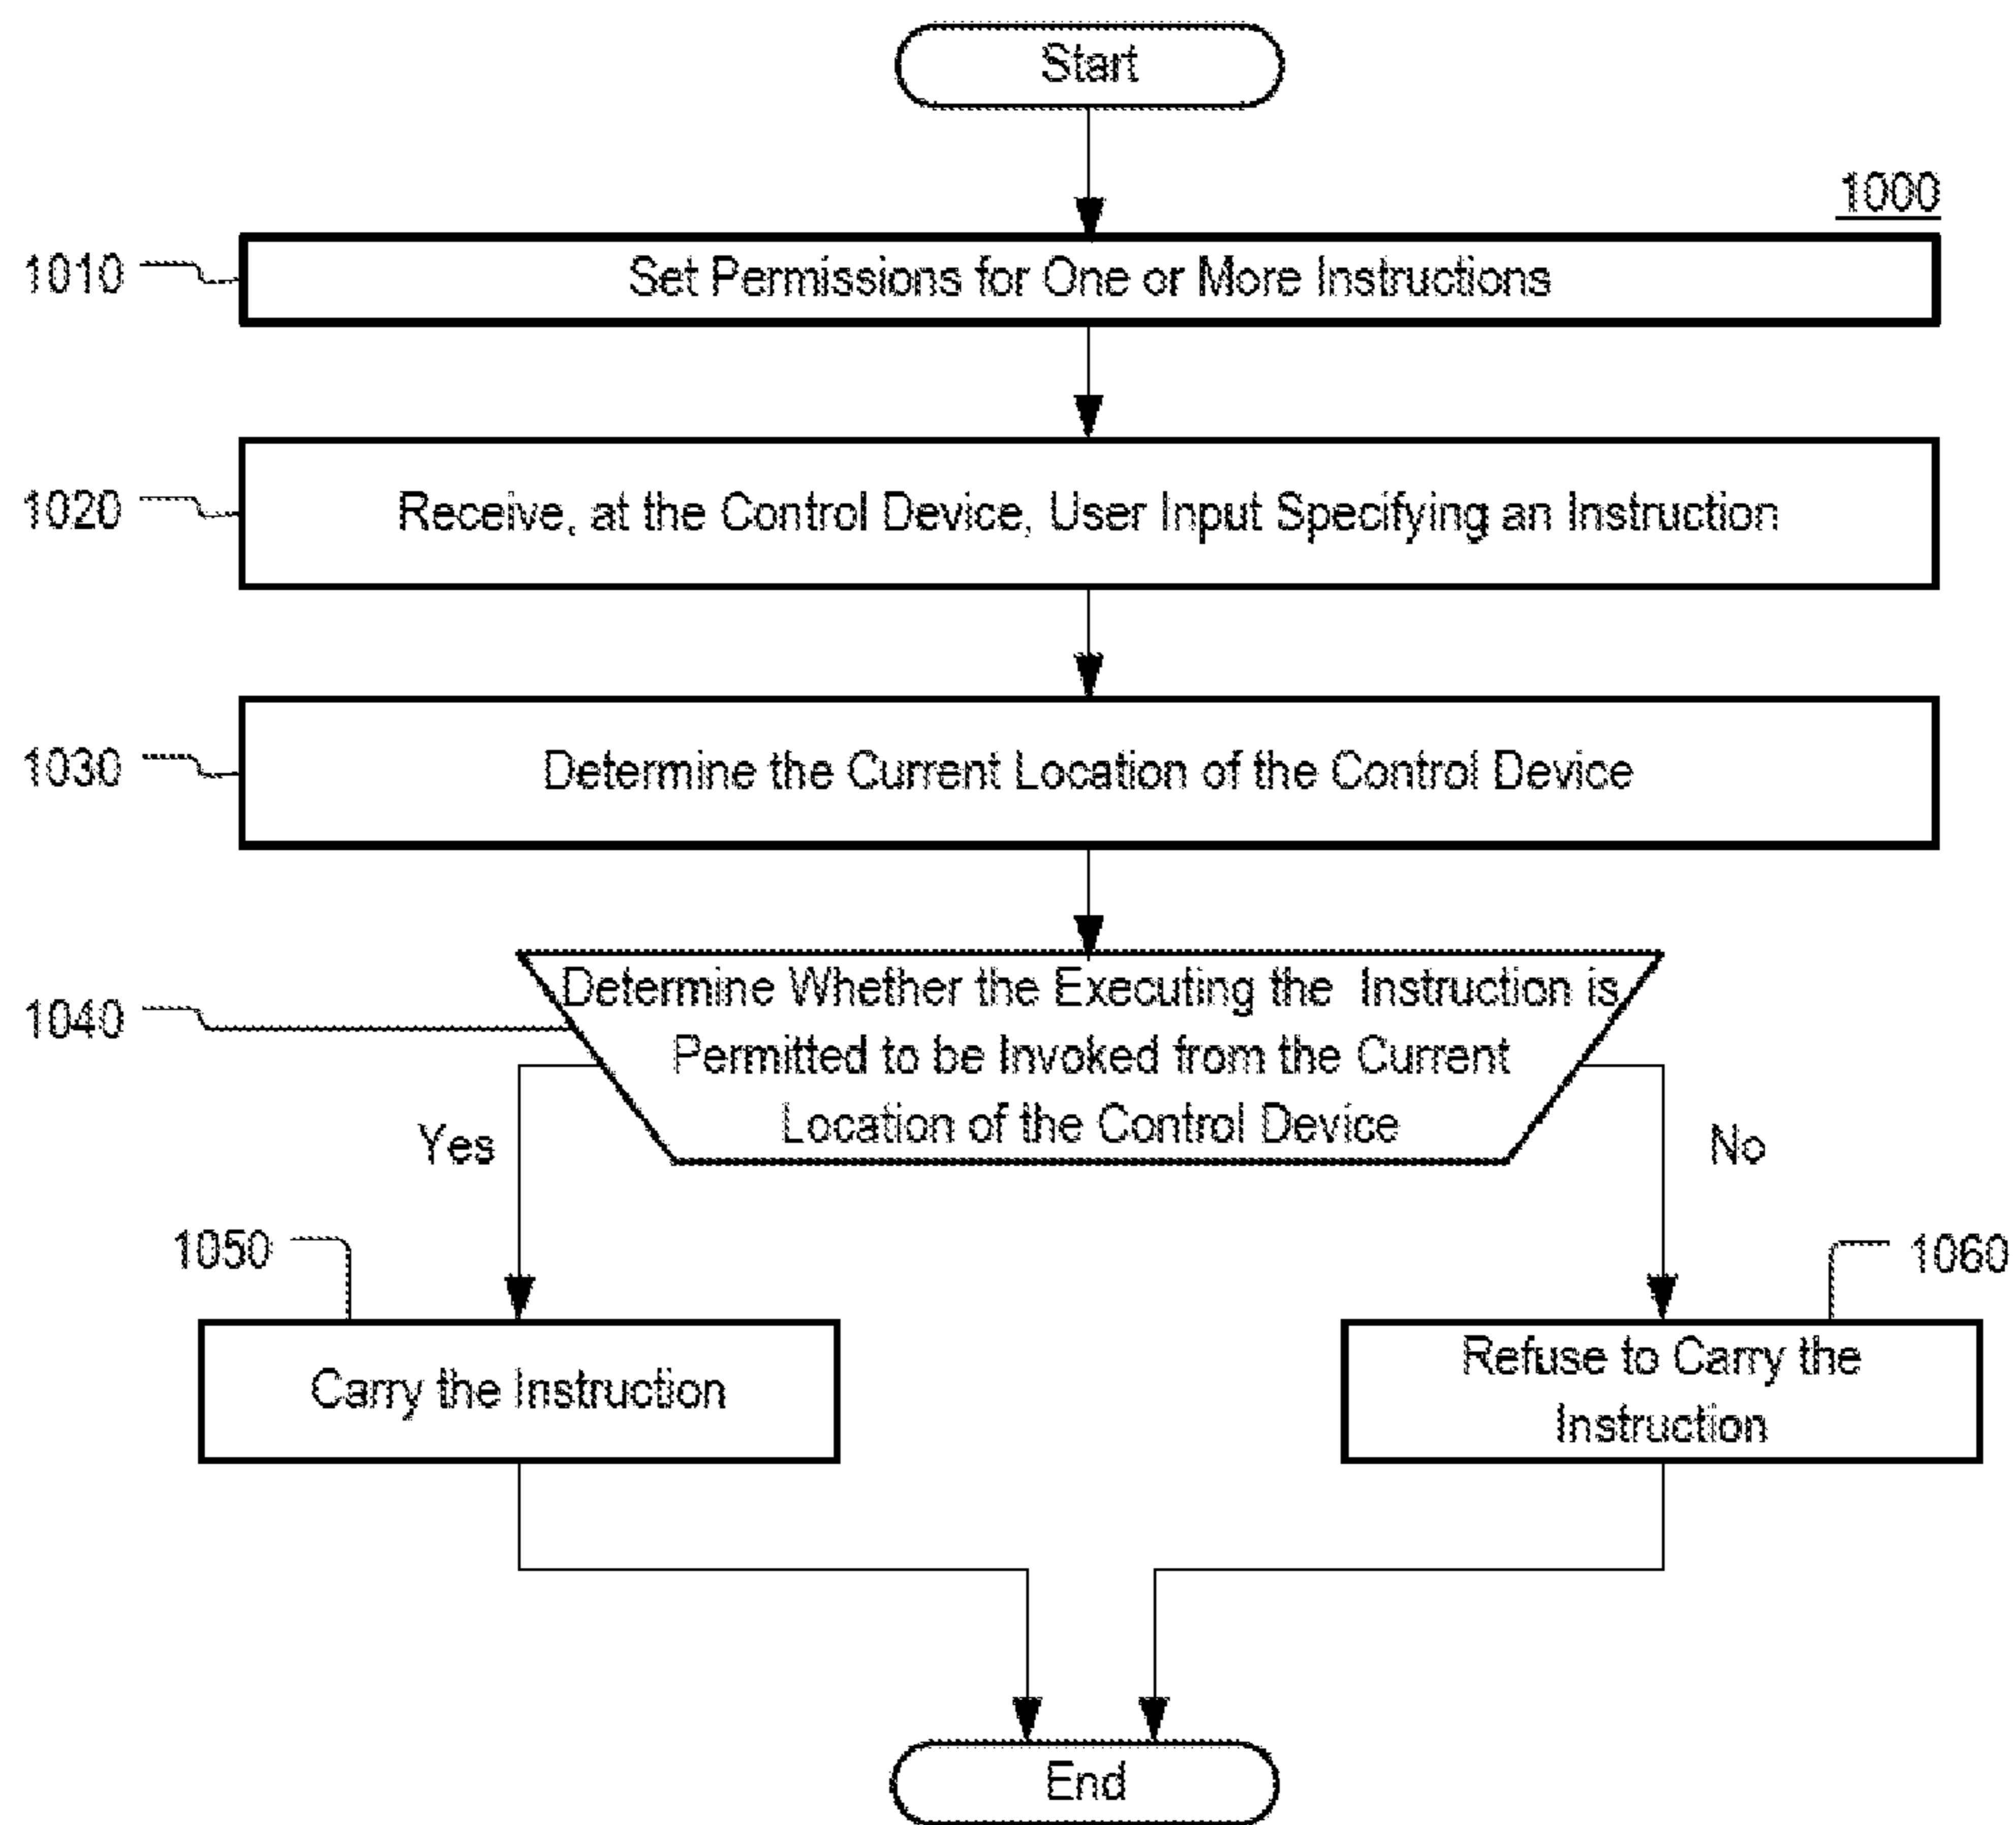 Start
1000
1010
Set Permissions for One or More Instructions
1020
Receive, at the Control Device, User Input Specifying an Instruction
1030
Determine the Current Location of the Control Device
1040
Determine Whether the Executing the Instruction is
Permitted to be Invoked from the Current
Location of the Control Device
Yes
No
1050
1060
Carry the Instruction
Refuse to Carry the
Instruction
End